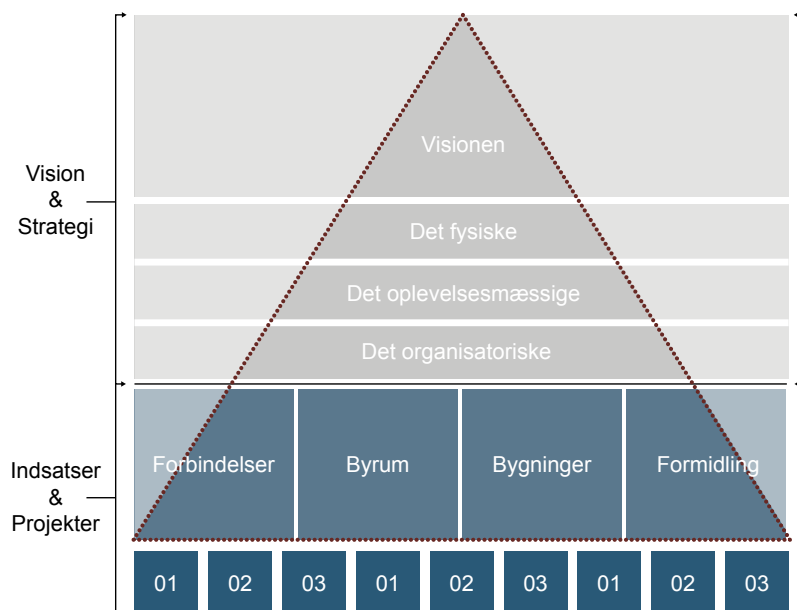 Visionen
Vision
&
Strategi
Det fysiske
Det oplevelsesmæssige
Det organisatoriske
Indsatser
&
Projekter
Forbindelser
Byrum
Bygninger
Formidling
01 02 03 01 02 03 01 02 03